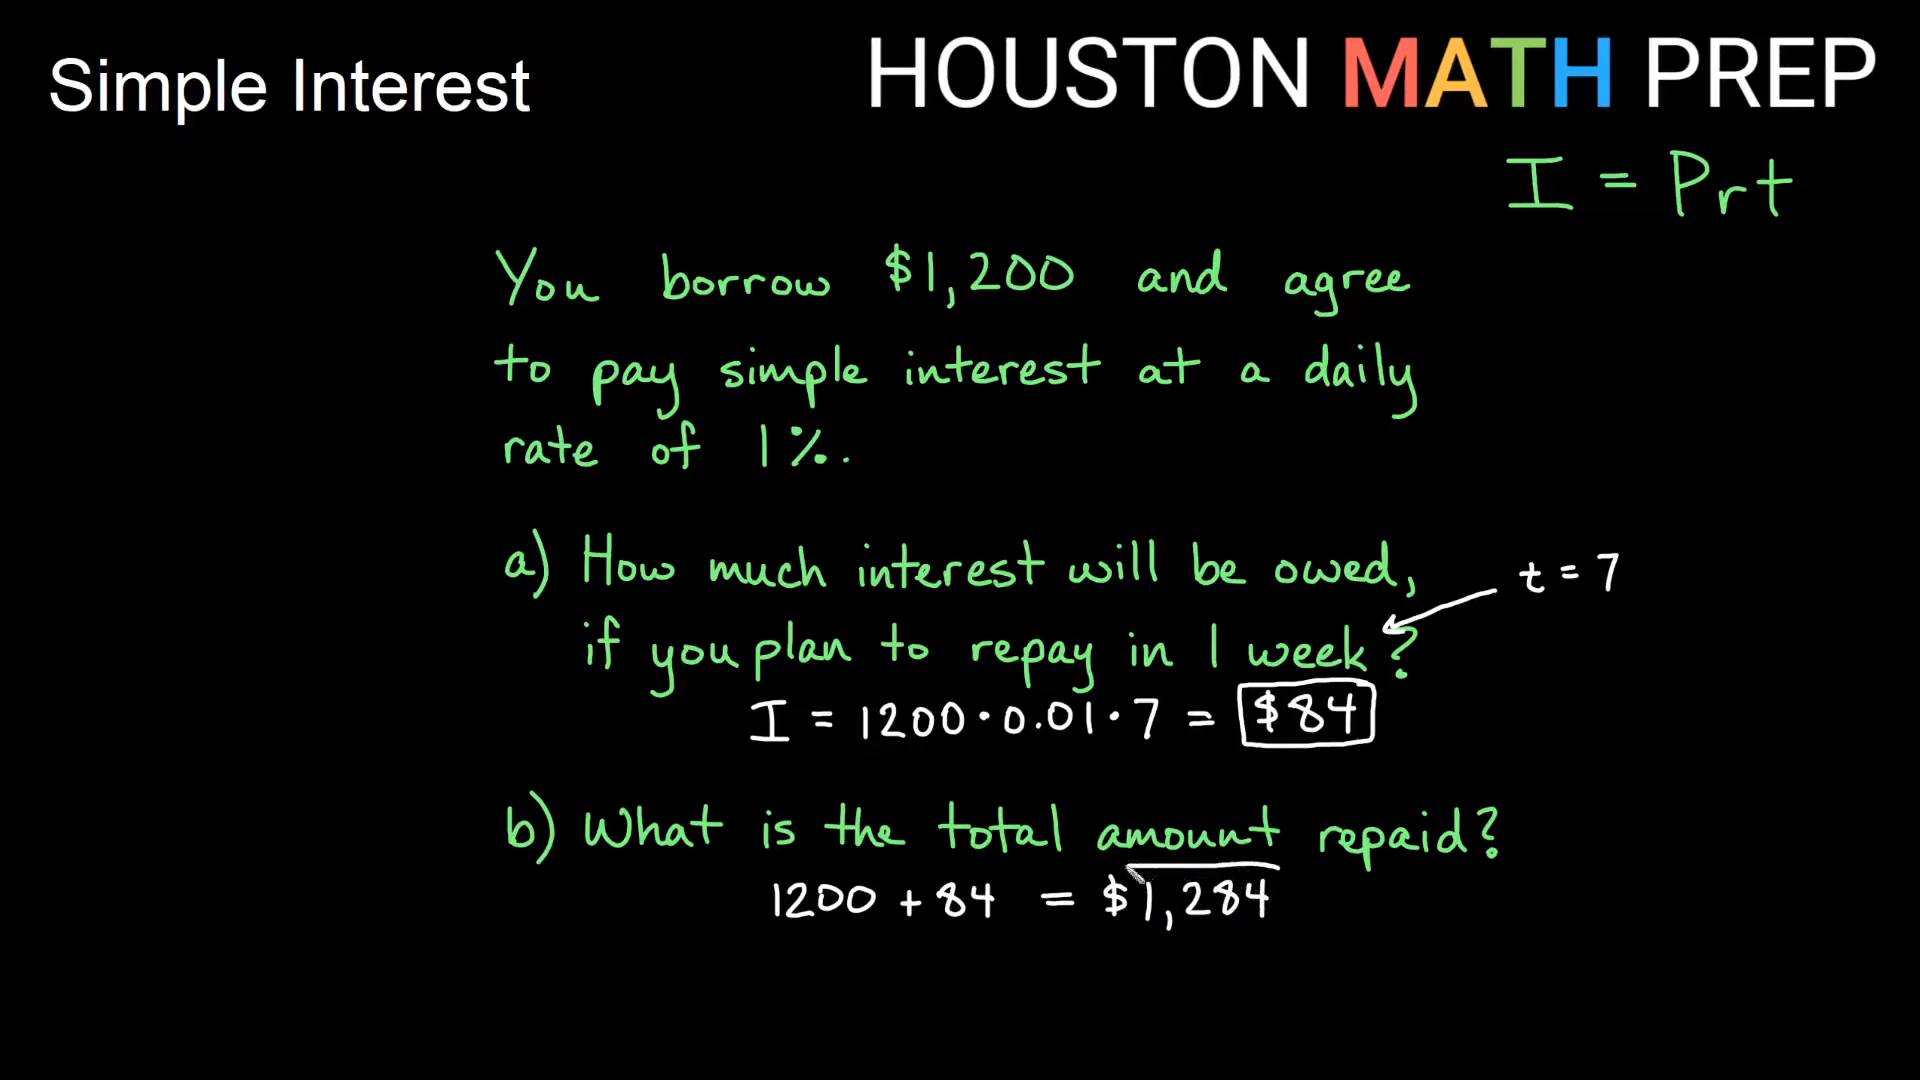 Simple Interest
HOUSTON MATH PREP
I = Prt
You borrow $1,200 and agree
to pay simple interest at a daily
rate of 1%.
a) How much interest will be owed,
t = 7
if you plan to repay in 1 week?
I = 1200 · 0.01 · 7 = $84
b) What is the total amount repaid?
1200 + 84 = $1,284